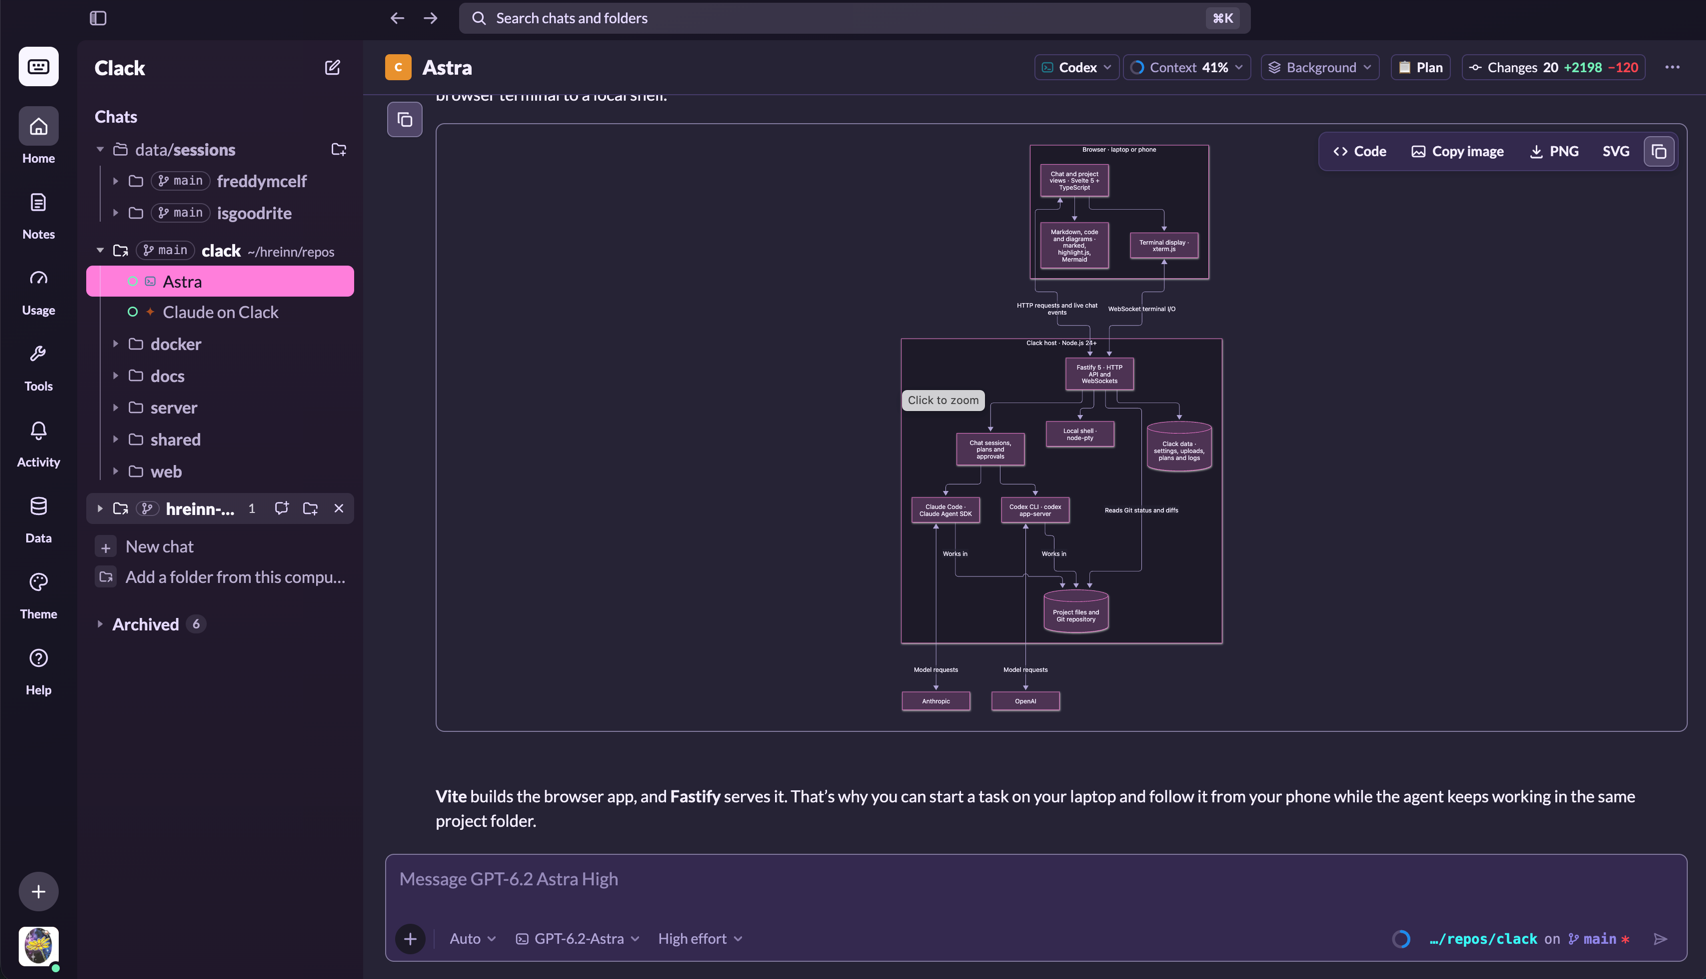 Search chats and folders
⌘K
Clack
Chats
data/sessions
main freddymcelf
main isgoodrite
main clack ~/hreinn/repos
Astra
Claude on Clack
docker
docs
server
shared
web
hreinn-... 1
New chat
Add a folder from this compu...
Archived 6
Home
Notes
Usage
Tools
Activity
Data
Theme
Help
C Astra
Codex
Context 41%
Background
Plan
Changes 20 +2198 −120
browser terminal to a local shell.
Code
Copy image
PNG
SVG
Browser · laptop or phone
Chat and project
views · Svelte 5 +
TypeScript
Markdown, code
and diagrams ·
marked,
highlight.js,
Mermaid
Terminal display ·
xterm.js
HTTP requests and live chat
events
WebSocket terminal I/O
Clack host · Node.js 24+
Fastify 5 · HTTP
API and
WebSockets
Click to zoom
Chat sessions,
plans and
approvals
Local shell ·
node-pty
Clack data ·
settings, uploads,
plans and logs
Claude Code ·
Claude Agent SDK
Codex CLI · codex
app-server
Reads Git status and diffs
Works in
Works in
Project files and
Git repository
Model requests
Model requests
Anthropic
OpenAI
Vite builds the browser app, and Fastify serves it. That’s why you can start a task on your laptop and follow it from your phone while the agent keeps working in the same
project folder.
Message GPT-6.2 Astra High
Auto
GPT-6.2-Astra
High effort
…/repos/clack on main *